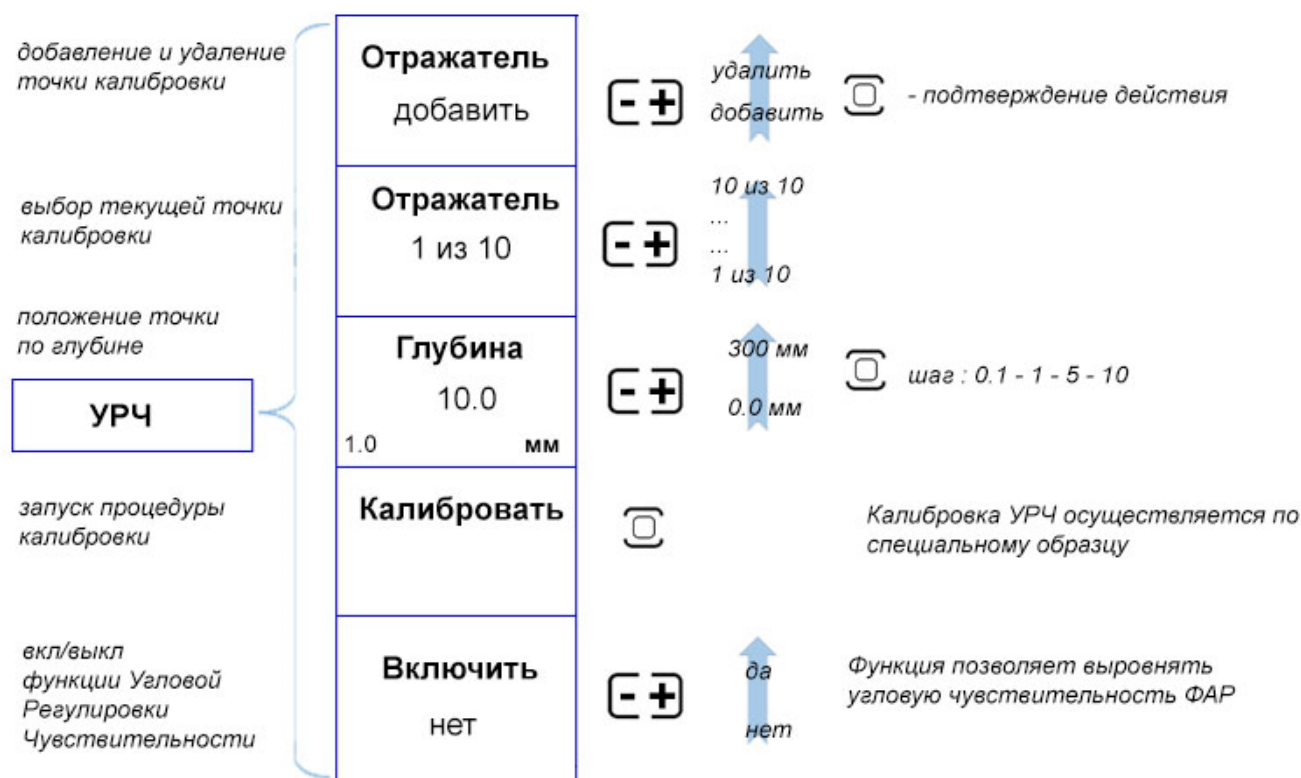 добавление и удаление
точки калибровки
Отражатель
добавить
- +
удалить
добавить
- подтверждение действия
выбор текущей точки
калибровки
Отражатель
1 из 10
- +
10 из 10
...
...
1 из 10
положение точки
по глубине
Глубина
10.0
1.0 мм
- +
300 мм
0.0 мм
шаг : 0.1 - 1 - 5 - 10
УРЧ
запуск процедуры
калибровки
Калибровать
Калибровка УРЧ осуществляется по
специальному образцу
вкл/выкл
функции Угловой
Регулировки
Чувствительности
Включить
нет
- +
да
нет
Функция позволяет выровнять
угловую чувствительность ФАР